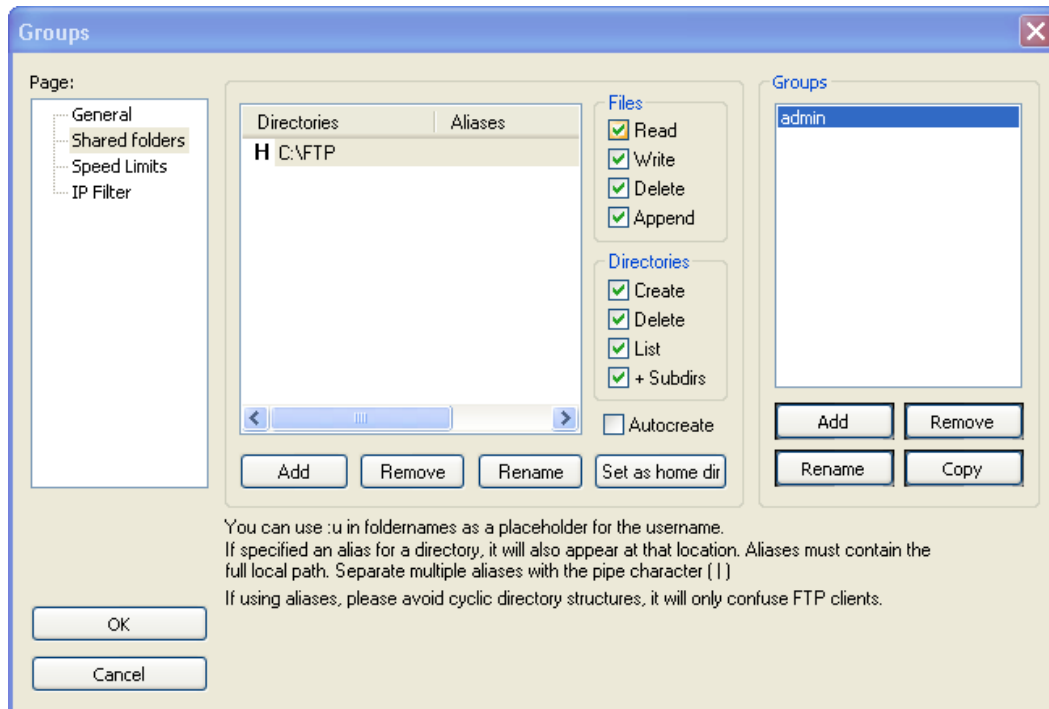 Groups
Page:
General
Shared folders
Speed Limits
IP Filter
Directories Aliases
H C:\FTP
Files
Read
Write
Delete
Append
Directories
Create
Delete
List
+ Subdirs
Autocreate
Add Remove Rename Set as home dir
Groups
admin
Add Remove
Rename Copy
You can use :u in foldernames as a placeholder for the username.
If specified an alias for a directory, it will also appear at that location. Aliases must contain the
full local path. Separate multiple aliases with the pipe character ( | )
If using aliases, please avoid cyclic directory structures, it will only confuse FTP clients.
OK
Cancel